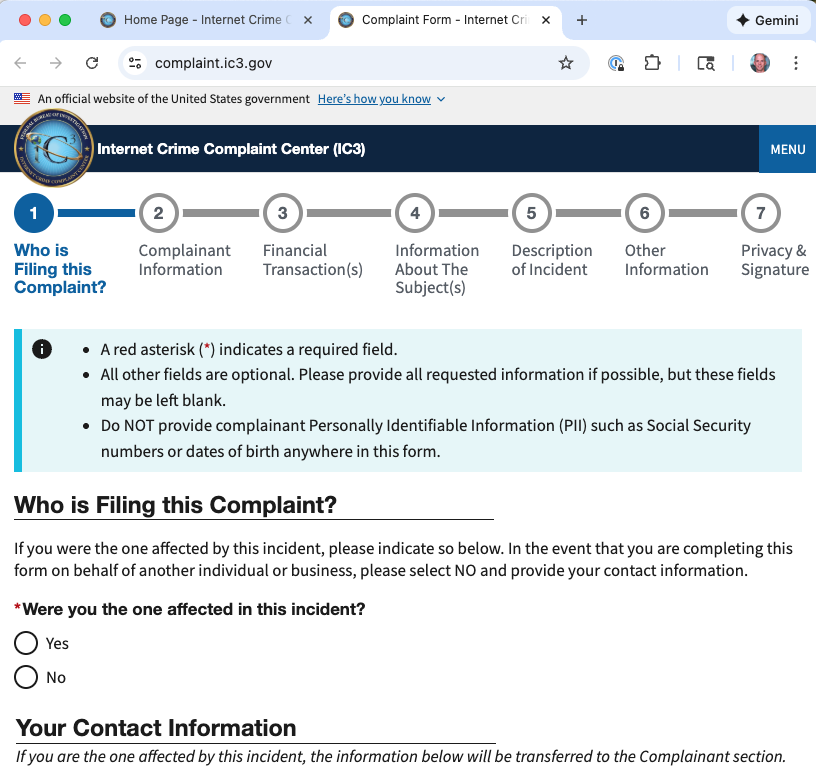 Home Page - Internet Crime C
Complaint Form - Internet Cri
Gemini
complaint.ic3.gov
An official website of the United States government Here's how you know
Internet Crime Complaint Center (IC3)
MENU
1
2
3
4
5
6
7
Who is
Filing this
Complaint?
Complainant
Information
Financial
Transaction(s)
Information
About The
Subject(s)
Description
of Incident
Other
Information
Privacy &
Signature
A red asterisk (*) indicates a required field.
All other fields are optional. Please provide all requested information if possible, but these fields
may be left blank.
Do NOT provide complainant Personally Identifiable Information (PII) such as Social Security
numbers or dates of birth anywhere in this form.
Who is Filing this Complaint?
If you were the one affected by this incident, please indicate so below. In the event that you are completing this
form on behalf of another individual or business, please select NO and provide your contact information.
*Were you the one affected in this incident?
Yes
No
Your Contact Information
If you are the one affected by this incident, the information below will be transferred to the Complainant section.